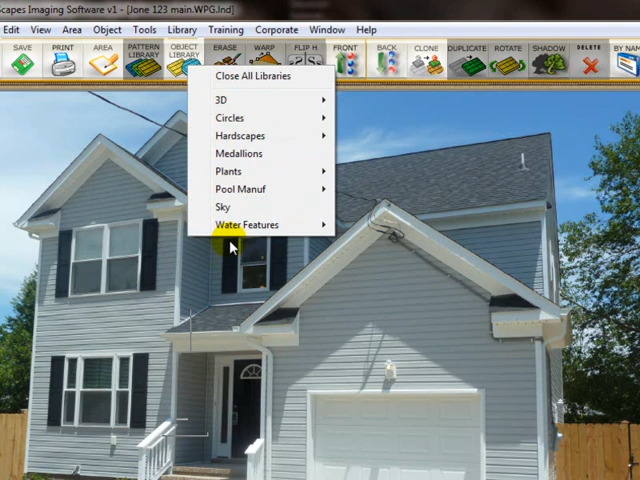 Scapes Imaging Software v1 - [Jone 123 main.WPG.lnd]
Edit View Area Object Tools Library Training Corporate Window Help
SAVE PRINT AREA PATTERN LIBRARY OBJECT LIBRARY ERASE WARP FLIP H FRONT BACK CLONE DUPLICATE ROTATE SHADOW DELETE BY NAM
Close All Libraries
3D
Circles
Hardscapes
Medallions
Plants
Pool Manuf
Sky
Water Features